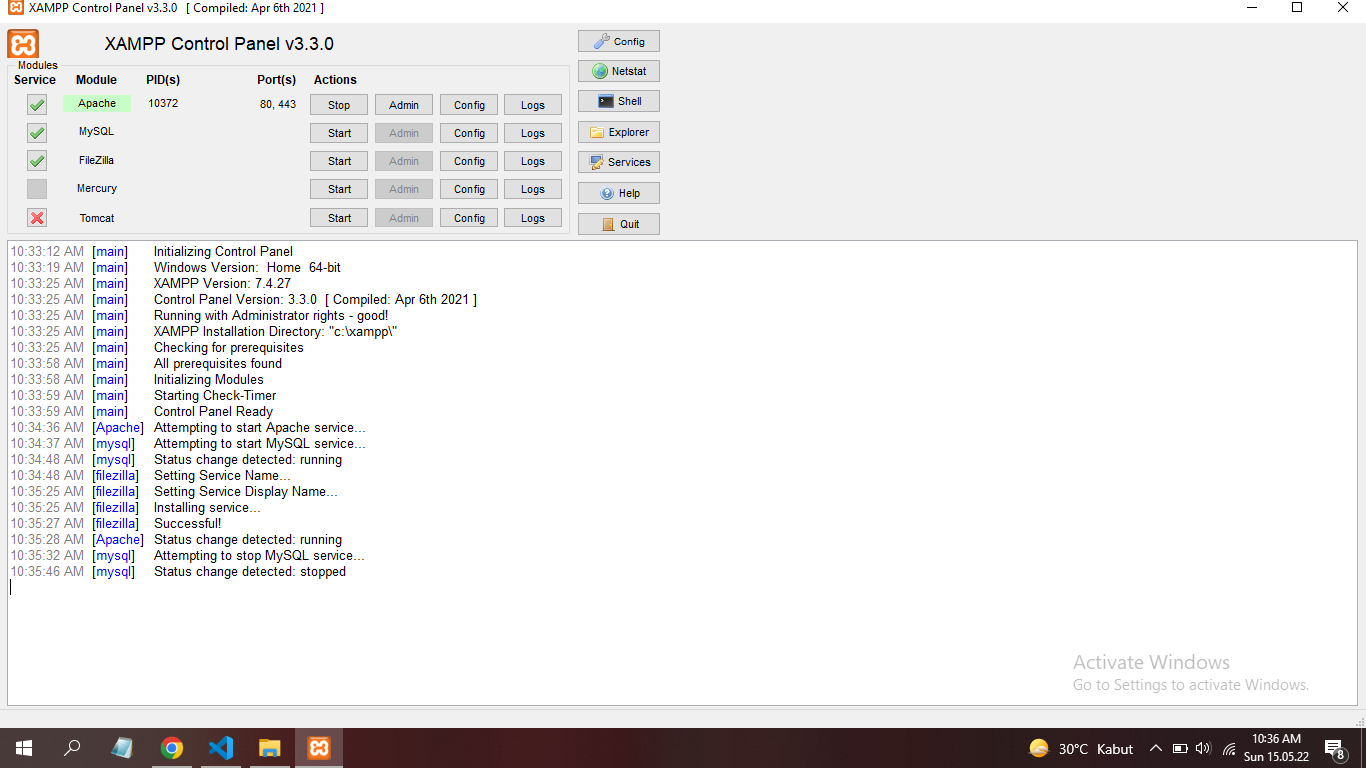 XAMPP Control Panel v3.3.0 [ Compiled: Apr 6th 2021 ]
XAMPP Control Panel v3.3.0
Config
Modules
Service Module PID(s) Port(s) Actions
Netstat
Apache 10372 80, 443 Stop Admin Config Logs
Shell
MySQL Start Admin Config Logs
Explorer
FileZilla Start Admin Config Logs
Services
Mercury Start Admin Config Logs
Help
Tomcat Start Admin Config Logs
Quit
10:33:12 AM [main] Initializing Control Panel
10:33:19 AM [main] Windows Version: Home 64-bit
10:33:25 AM [main] XAMPP Version: 7.4.27
10:33:25 AM [main] Control Panel Version: 3.3.0 [ Compiled: Apr 6th 2021 ]
10:33:25 AM [main] Running with Administrator rights - good!
10:33:25 AM [main] XAMPP Installation Directory: "c:\xampp\"
10:33:25 AM [main] Checking for prerequisites
10:33:58 AM [main] All prerequisites found
10:33:58 AM [main] Initializing Modules
10:33:59 AM [main] Starting Check-Timer
10:33:59 AM [main] Control Panel Ready
10:34:36 AM [Apache] Attempting to start Apache service...
10:34:37 AM [mysql] Attempting to start MySQL service...
10:34:48 AM [mysql] Status change detected: running
10:34:48 AM [filezilla] Setting Service Name...
10:35:25 AM [filezilla] Setting Service Display Name...
10:35:25 AM [filezilla] Installing service...
10:35:27 AM [filezilla] Successful!
10:35:28 AM [Apache] Status change detected: running
10:35:32 AM [mysql] Attempting to stop MySQL service...
10:35:46 AM [mysql] Status change detected: stopped
Activate Windows
Go to Settings to activate Windows.
30°C Kabut
10:36 AM
Sun 15.05.22
8